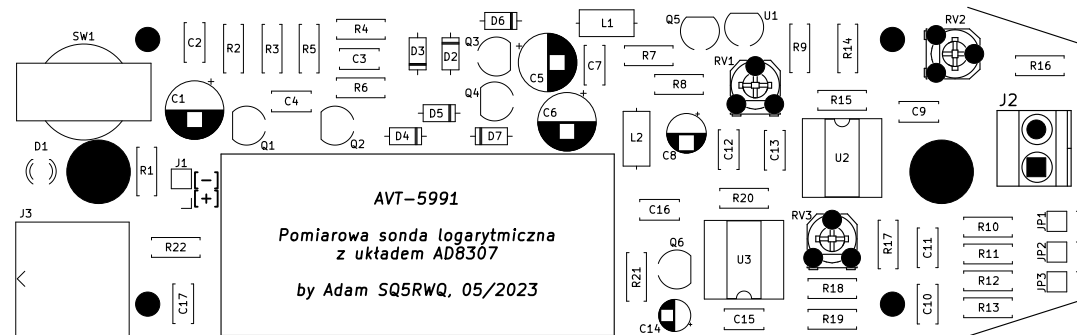 SW1
C2
R2
R3
R5
R4
C3
R6
C4
C1
Q1
Q2
D3
D2
D6
Q3
Q4
D5
D4
D7
C5
C6
L1
C7
R7
R8
Q5
U1
RV1
R9
R14
RV2
R16
R15
C9
J2
L2
C8
C12
C13
U2
D1
R1
J1
[-]
[+]
J3
R22
C17
AVT-5991
Pomiarowa sonda logarytmiczna
z układem AD8307
by Adam SQ5RWQ, 05/2023
C16
R20
Q6
R21
C14
U3
C15
RV3
R18
R19
R17
C11
C10
R10
R11
R12
R13
JP1
JP2
JP3